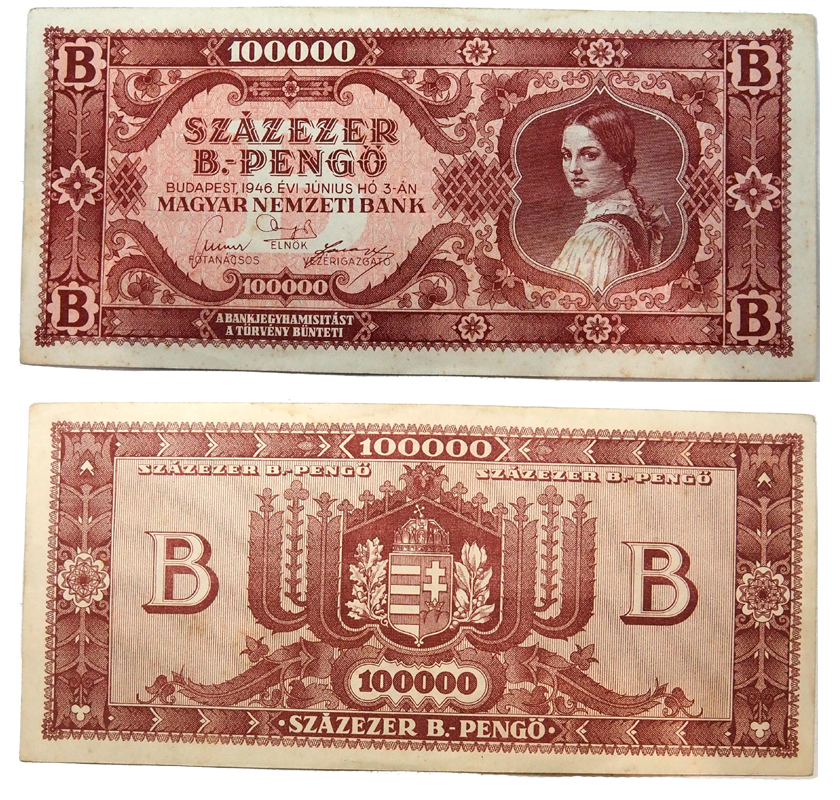 B
100000
B
SZÁZEZER
B.-PENGŐ
BUDAPEST, 1946. ÉVI JÚNIUS HÓ 3-ÁN
MAGYAR NEMZETI BANK
ELNÖK
FŐTANÁCSOS
VEZÉRIGAZGATÓ
100000
B
A BANKJEGYHAMISITÁST
A TÖRVÉNY BÜNTETI
B
100000
SZÁZEZER B.-PENGŐ
SZÁZEZER B.-PENGŐ
B
B
100000
·SZÁZEZER B.-PENGŐ·